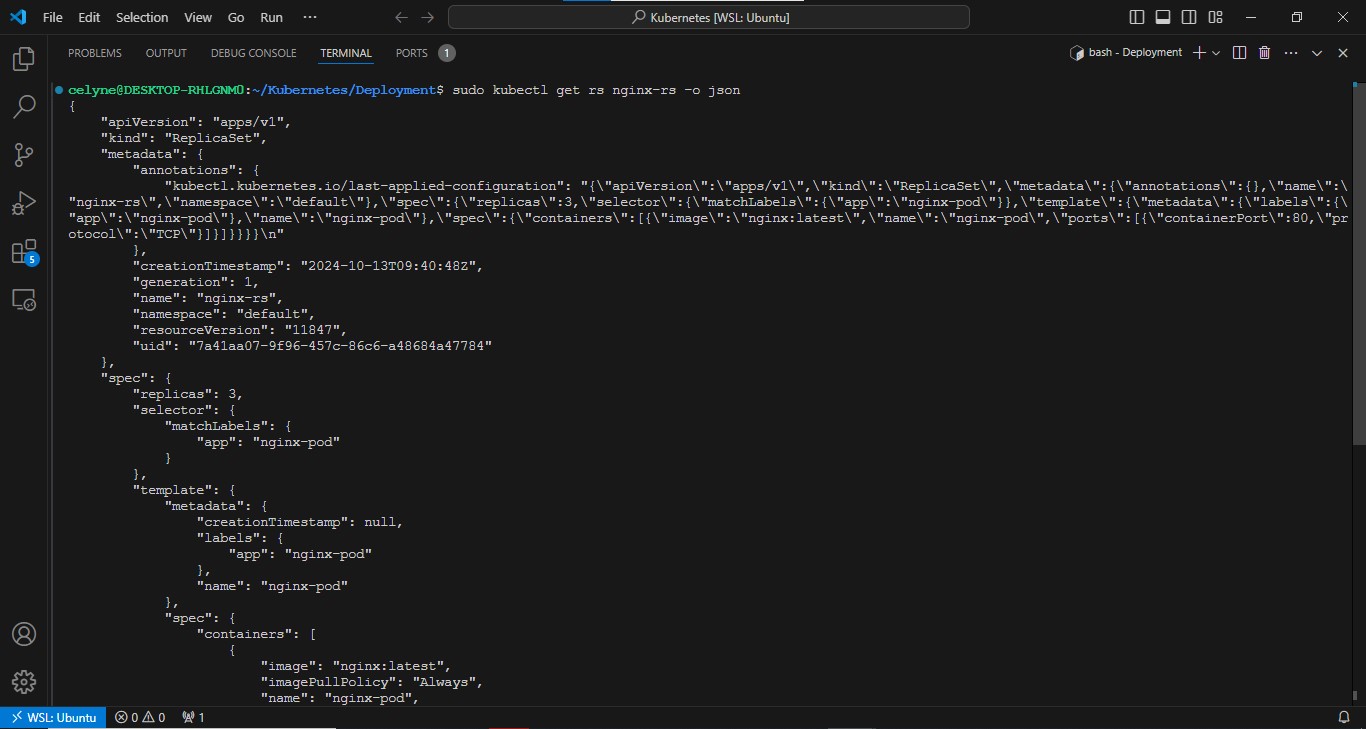 File Edit Selection View Go Run ··· Kubernetes [WSL: Ubuntu]
PROBLEMS OUTPUT DEBUG CONSOLE TERMINAL PORTS 1 bash - Deployment
celyne@DESKTOP-RHLGNM0:~/Kubernetes/Deployment$ sudo kubectl get rs nginx-rs -o json
{
    "apiVersion": "apps/v1",
    "kind": "ReplicaSet",
    "metadata": {
        "annotations": {
            "kubectl.kubernetes.io/last-applied-configuration": "{\"apiVersion\":\"apps/v1\",\"kind\":\"ReplicaSet\",\"metadata\":{\"annotations\":{},\"name\":\
"nginx-rs\",\"namespace\":\"default\"},\"spec\":{\"replicas\":3,\"selector\":{\"matchLabels\":{\"app\":\"nginx-pod\"}},\"template\":{\"metadata\":{\"labels\":{\
"app\":\"nginx-pod\"},\"name\":\"nginx-pod\"},\"spec\":{\"containers\":[{\"image\":\"nginx:latest\",\"name\":\"nginx-pod\",\"ports\":[{\"containerPort\":80,\"pr
otocol\":\"TCP\"}]}]}}}}\n"
        },
        "creationTimestamp": "2024-10-13T09:40:48Z",
        "generation": 1,
        "name": "nginx-rs",
        "namespace": "default",
        "resourceVersion": "11847",
        "uid": "7a41aa07-9f96-457c-86c6-a48684a47784"
    },
    "spec": {
        "replicas": 3,
        "selector": {
            "matchLabels": {
                "app": "nginx-pod"
            }
        },
        "template": {
            "metadata": {
                "creationTimestamp": null,
                "labels": {
                    "app": "nginx-pod"
                },
                "name": "nginx-pod"
            },
            "spec": {
                "containers": [
                    {
                        "image": "nginx:latest",
                        "imagePullPolicy": "Always",
                        "name": "nginx-pod",
5
WSL: Ubuntu 0 0 1